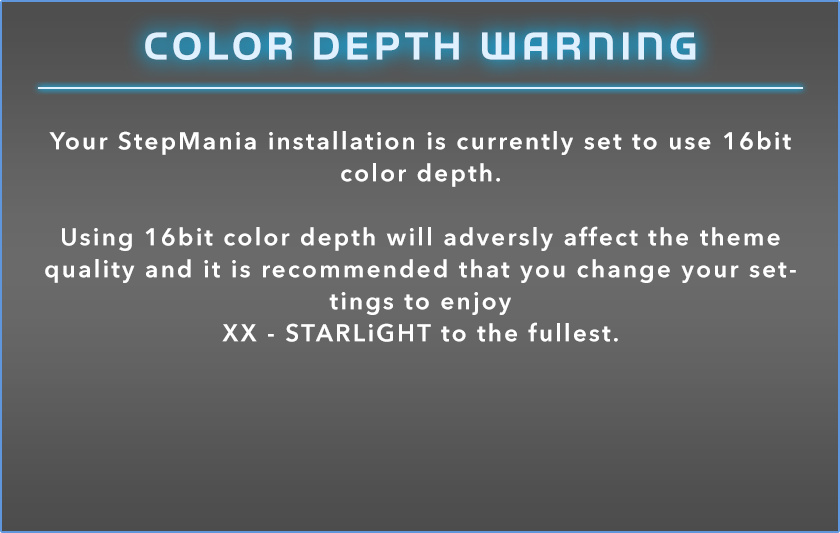 COLOR DEPTH WARNING
Your StepMania installation is currently set to use 16bit
color depth.
Using 16bit color depth will adversly affect the theme
quality and it is recommended that you change your set-
tings to enjoy
XX - STARLiGHT to the fullest.